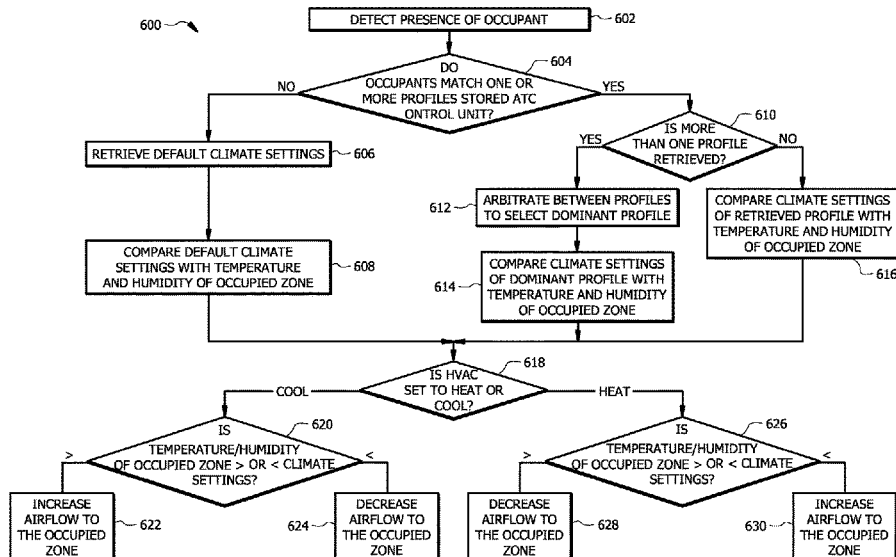 600
DETECT PRESENCE OF OCCUPANT
602
DO
OCCUPANTS MATCH ONE OR
MORE PROFILES STORED ATC
ONTROL UNIT?
604
NO
YES
RETRIEVE DEFAULT CLIMATE SETTINGS
606
IS MORE
THAN ONE PROFILE
RETRIEVED?
610
YES
NO
612
ARBITRATE BETWEEN PROFILES
TO SELECT DOMINANT PROFILE
COMPARE CLIMATE SETTINGS
OF RETRIEVED PROFILE WITH
TEMPERATURE AND HUMIDITY
OF OCCUPIED ZONE
616
COMPARE DEFAULT CLIMATE
SETTINGS WITH TEMPERATURE
AND HUMIDITY OF OCCUPIED ZONE
608
614
COMPARE CLIMATE SETTINGS
OF DOMINANT PROFILE WITH
TEMPERATURE AND HUMIDITY
OF OCCUPIED ZONE
IS HVAC
SET TO HEAT OR
COOL?
618
COOL
HEAT
IS
TEMPERATURE/HUMIDITY
OF OCCUPIED ZONE > OR < CLIMATE
SETTINGS?
620
>
<
IS
TEMPERATURE/HUMIDITY
OF OCCUPIED ZONE > OR < CLIMATE
SETTINGS?
626
>
<
INCREASE
AIRFLOW TO
THE OCCUPIED
ZONE
622
624
DECREASE
AIRFLOW TO
THE OCCUPIED
ZONE
DECREASE
AIRFLOW TO
THE OCCUPIED
ZONE
628
630
INCREASE
AIRFLOW TO
THE OCCUPIED
ZONE